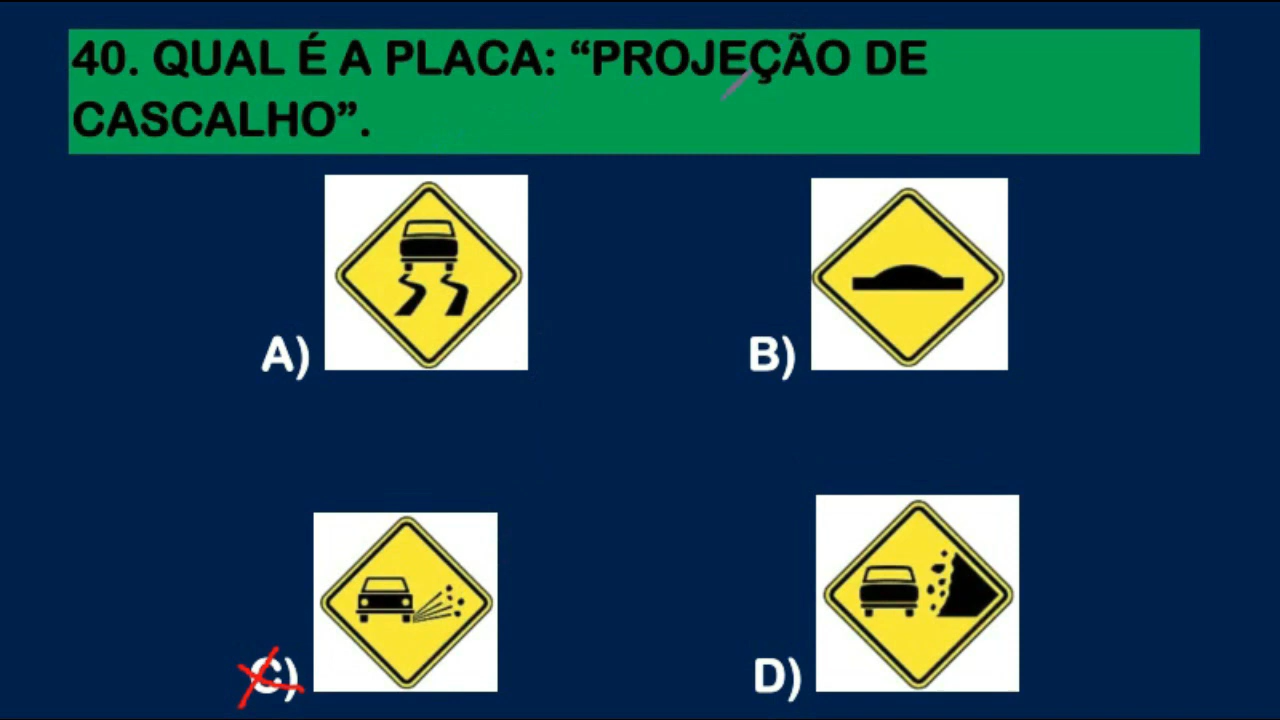 40. QUAL É A PLACA: “PROJEÇÃO DE
CASCALHO”.
A)
B)
C)
D)